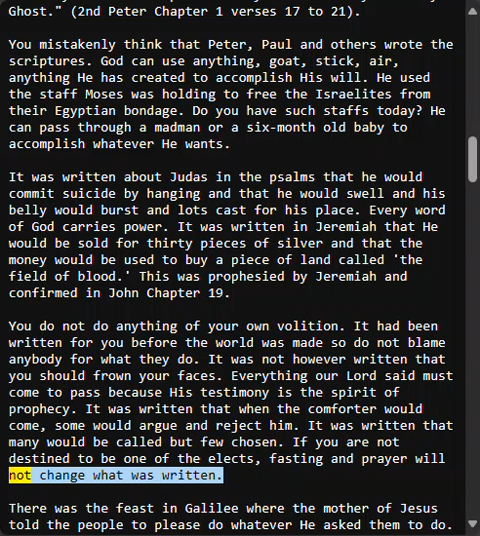 Ghost." (2nd Peter Chapter 1 verses 17 to 21).
You mistakenly think that Peter, Paul and others wrote the
scriptures. God can use anything, goat, stick, air,
anything He has created to accomplish His will. He used
the staff Moses was holding to free the Israelites from
their Egyptian bondage. Do you have such staffs today? He
can pass through a madman or a six-month old baby to
accomplish whatever He wants.
It was written about Judas in the psalms that he would
commit suicide by hanging and that he would swell and his
belly would burst and lots cast for his place. Every word
of God carries power. It was written in Jeremiah that He
would be sold for thirty pieces of silver and that the
money would be used to buy a piece of land called 'the
field of blood.' This was prophesied by Jeremiah and
confirmed in John Chapter 19.
You do not do anything of your own volition. It had been
written for you before the world was made so do not blame
anybody for what they do. It was not however written that
you should frown your faces. Everything our Lord said must
come to pass because His testimony is the spirit of
prophecy. It was written that when the comforter would
come, some would argue and reject him. It was written that
many would be called but few chosen. If you are not
destined to be one of the elects, fasting and prayer will
not change what was written.
There was the feast in Galilee where the mother of Jesus
told the people to please do whatever He asked them to do.